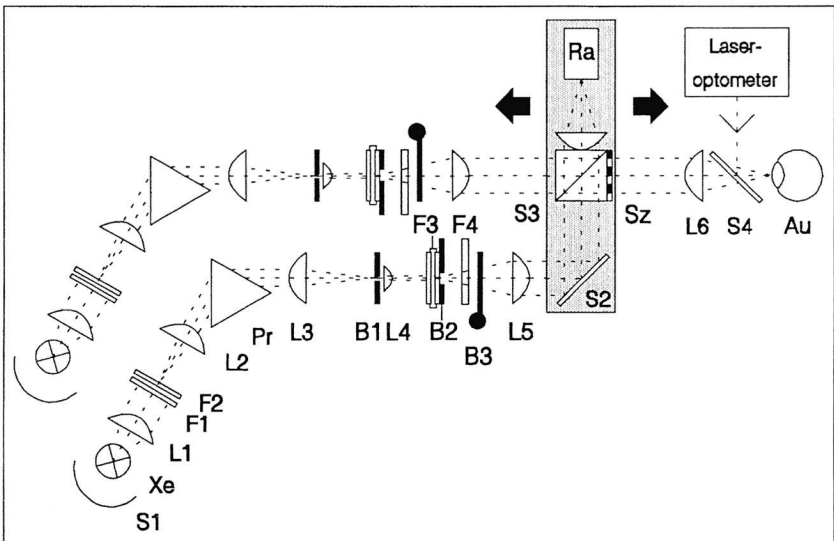 Ra
Laser-
optometer
S3
Sz
L6
S4
Au
F3
F4
S2
Pr
L3
B1
L4
B2
L5
B3
L2
F2
F1
L1
Xe
S1